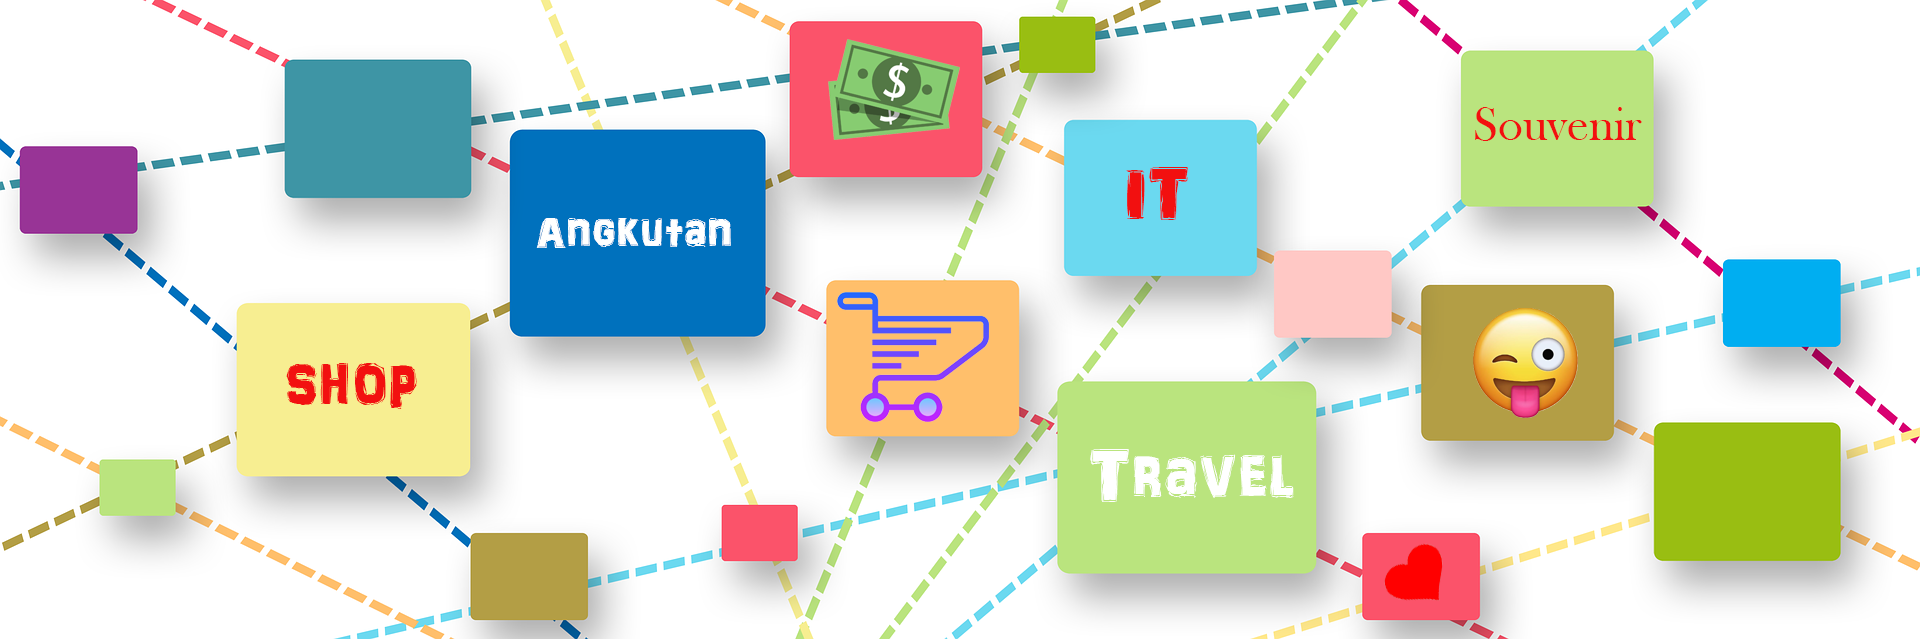 $
$
Souvenir
IT
Angkutan
SHOP
Travel